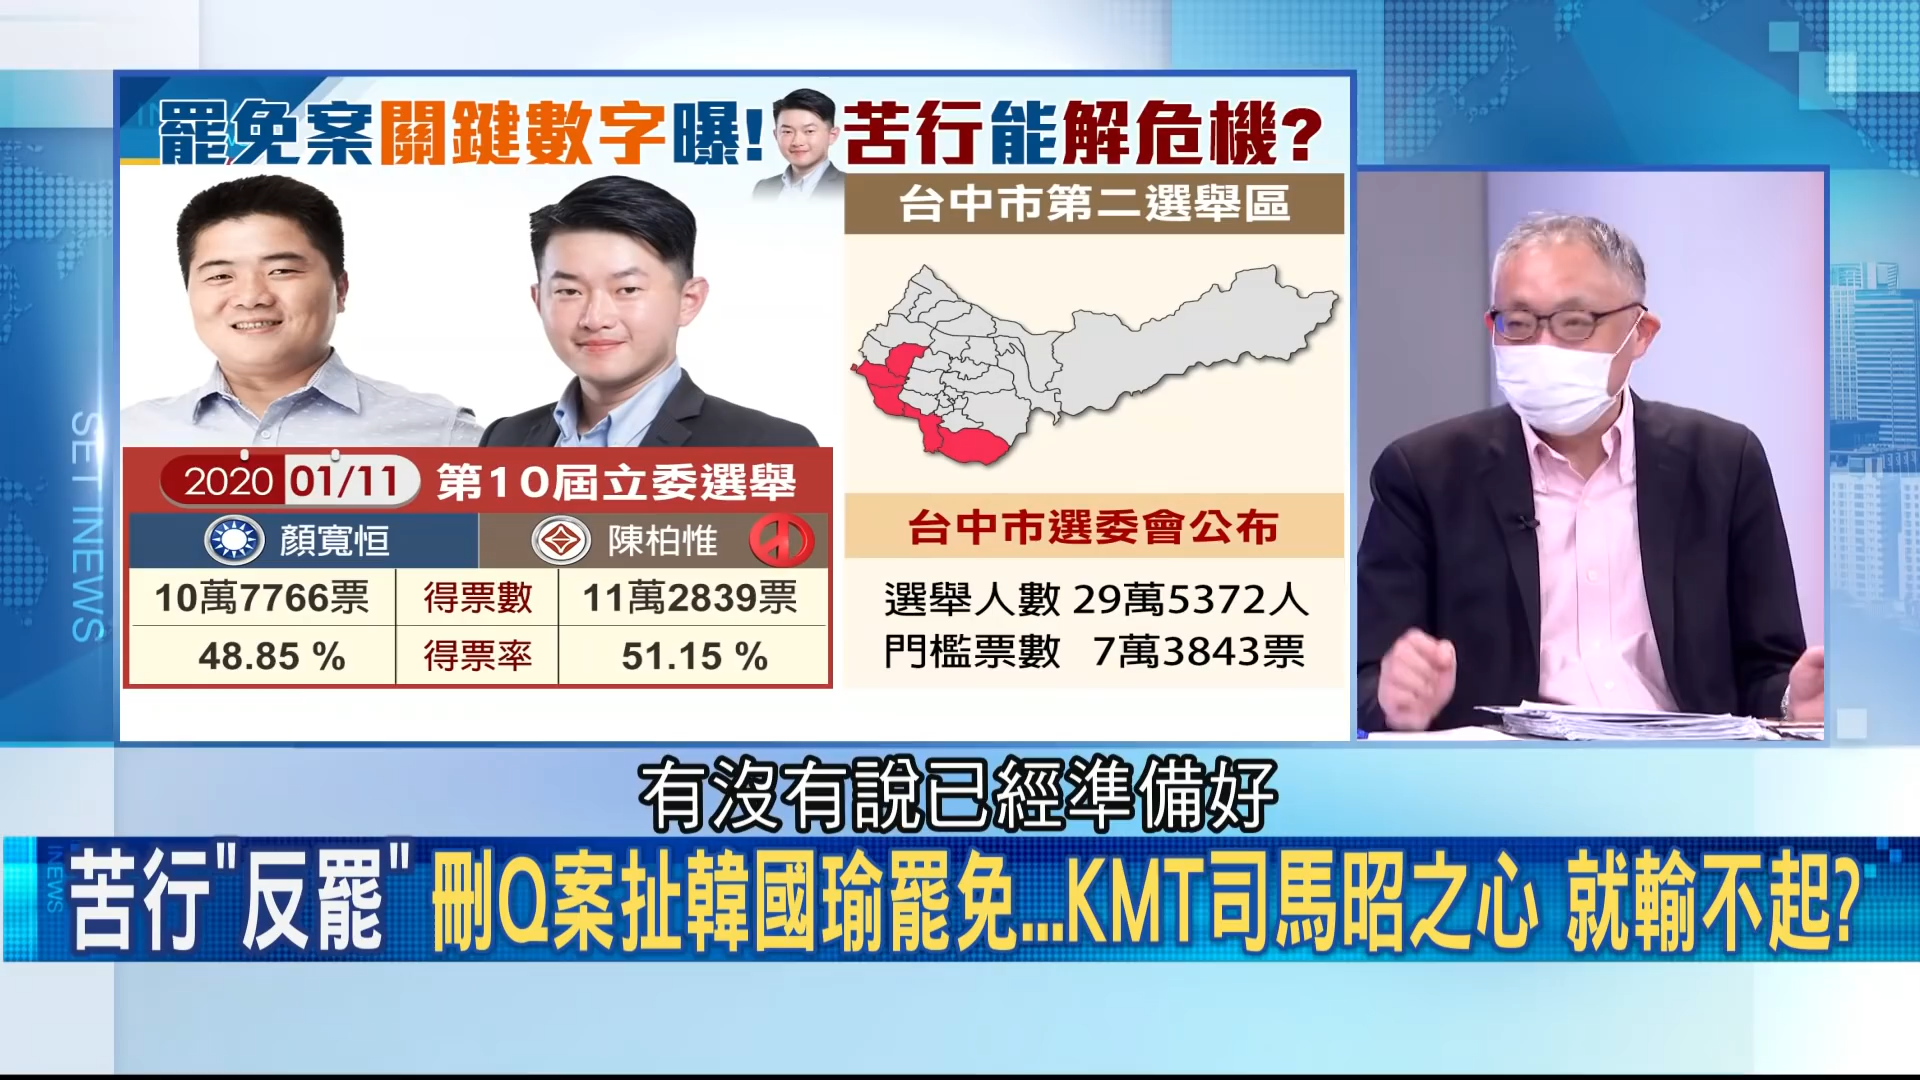 罷免案關鍵數字曝! 苦行能解危機?
台中市第二選舉區
2020 01/11 第10屆立委選舉
顏寬恒 陳柏惟
10萬7766票 得票數 11萬2839票
48.85 % 得票率 51.15 %
台中市選委會公布
選舉人數 29萬5372人
門檻票數 7萬3843票
SET INEWS
有沒有說已經準備好
INEWS
苦行"反罷" 刪Q案扯韓國瑜罷免...KMT司馬昭之心 就輸不起?